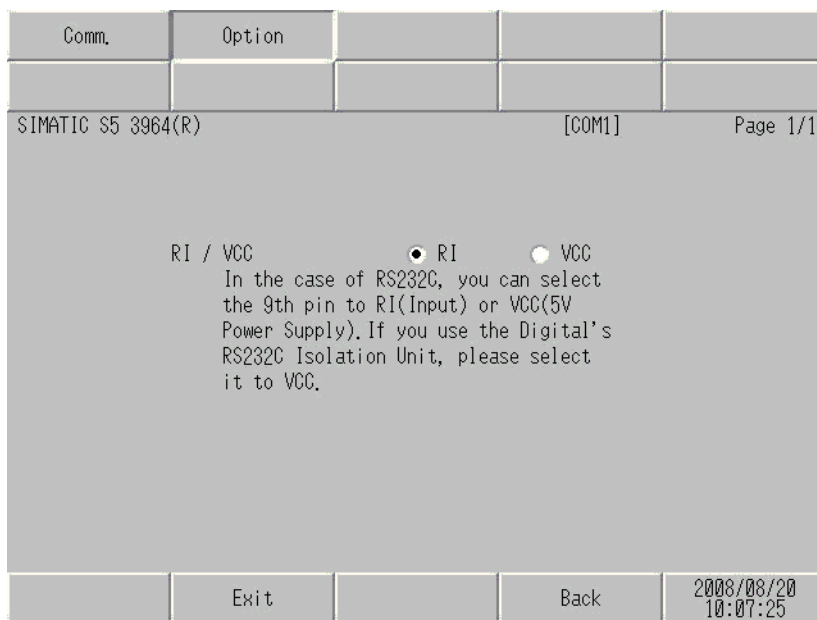 Comm. Option
SIMATIC S5 3964(R) [COM1] Page 1/1
RI / VCC RI VCC
In the case of RS232C, you can select
the 9th pin to RI(Input) or VCC(5V
Power Supply).If you use the Digital's
RS232C Isolation Unit, please select
it to VCC.
Exit Back 2008/08/20
10:07:25